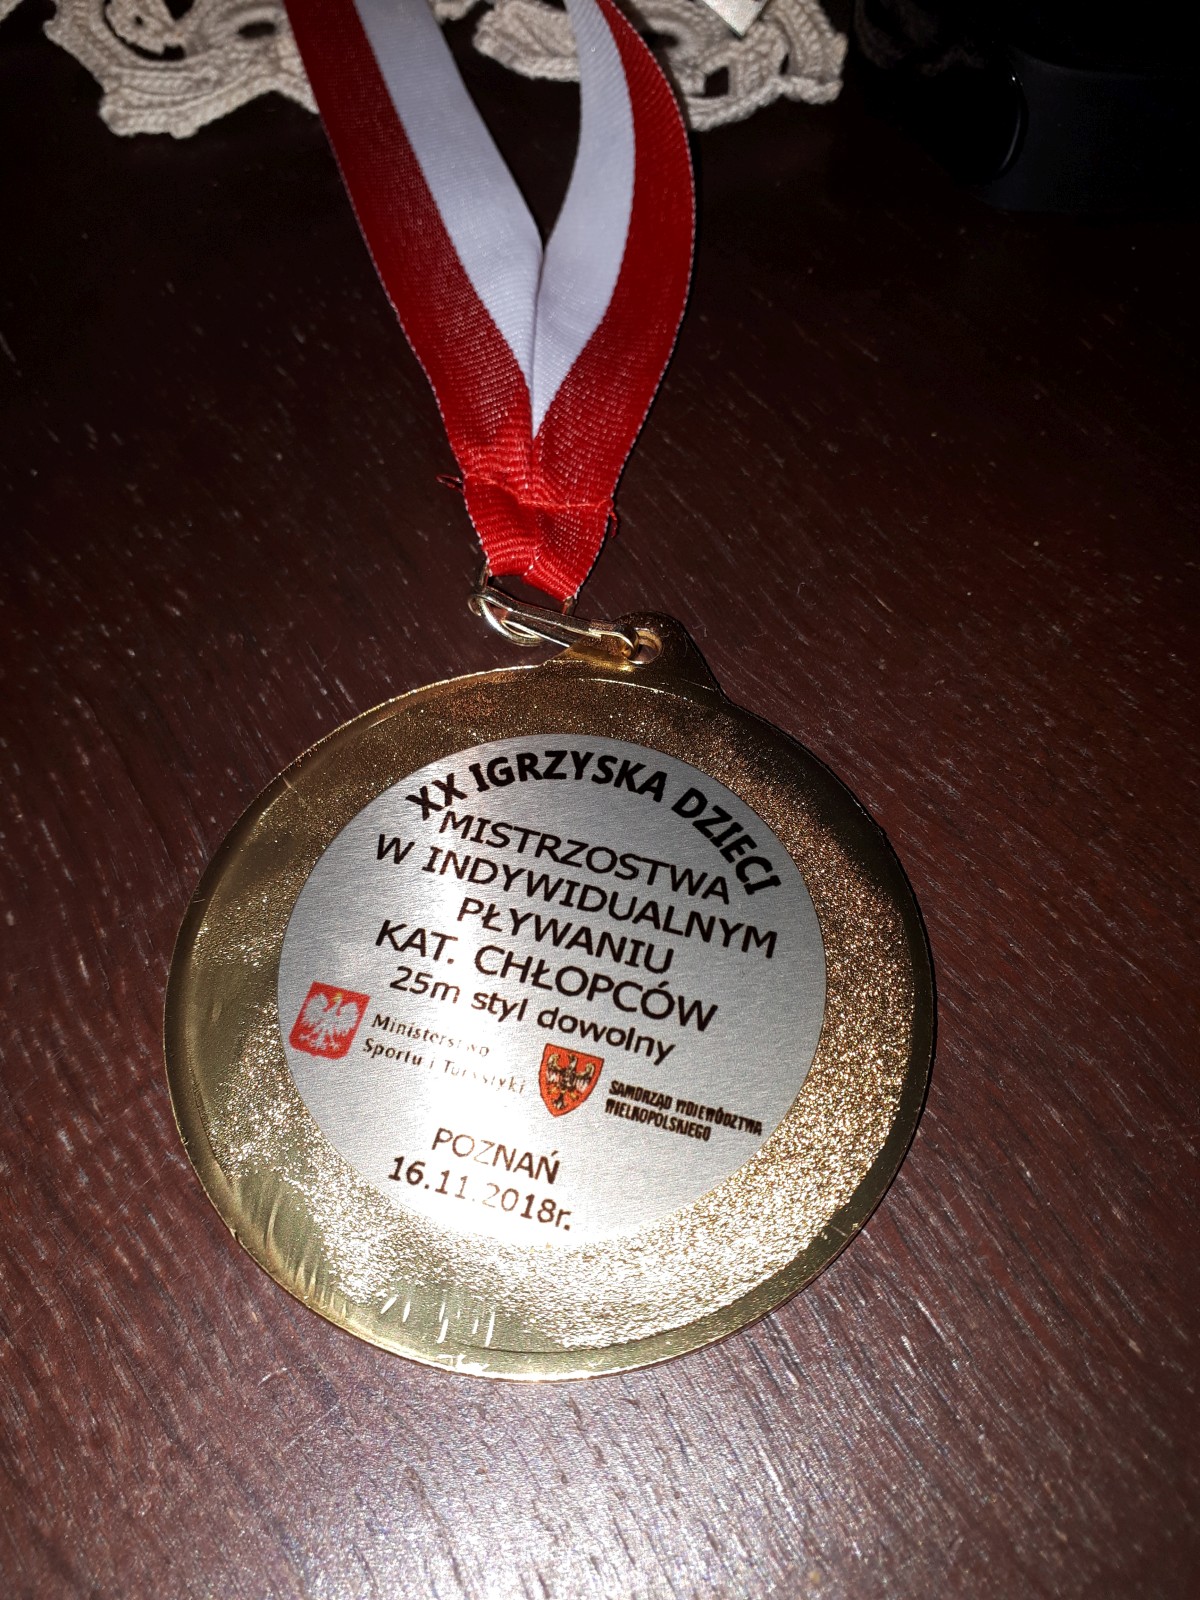 XX IGRZYSKA DZIECI
MISTRZOSTWA
W INDYWIDUALNYM
PŁYWANIU
KAT. CHŁOPCÓW
25m styl dowolny
Ministerstwo
Sportu i Turystyki
SAMORZĄD WOJEWÓDZTWA
WIELKOPOLSKIEGO
POZNAŃ
16.11.2018r.